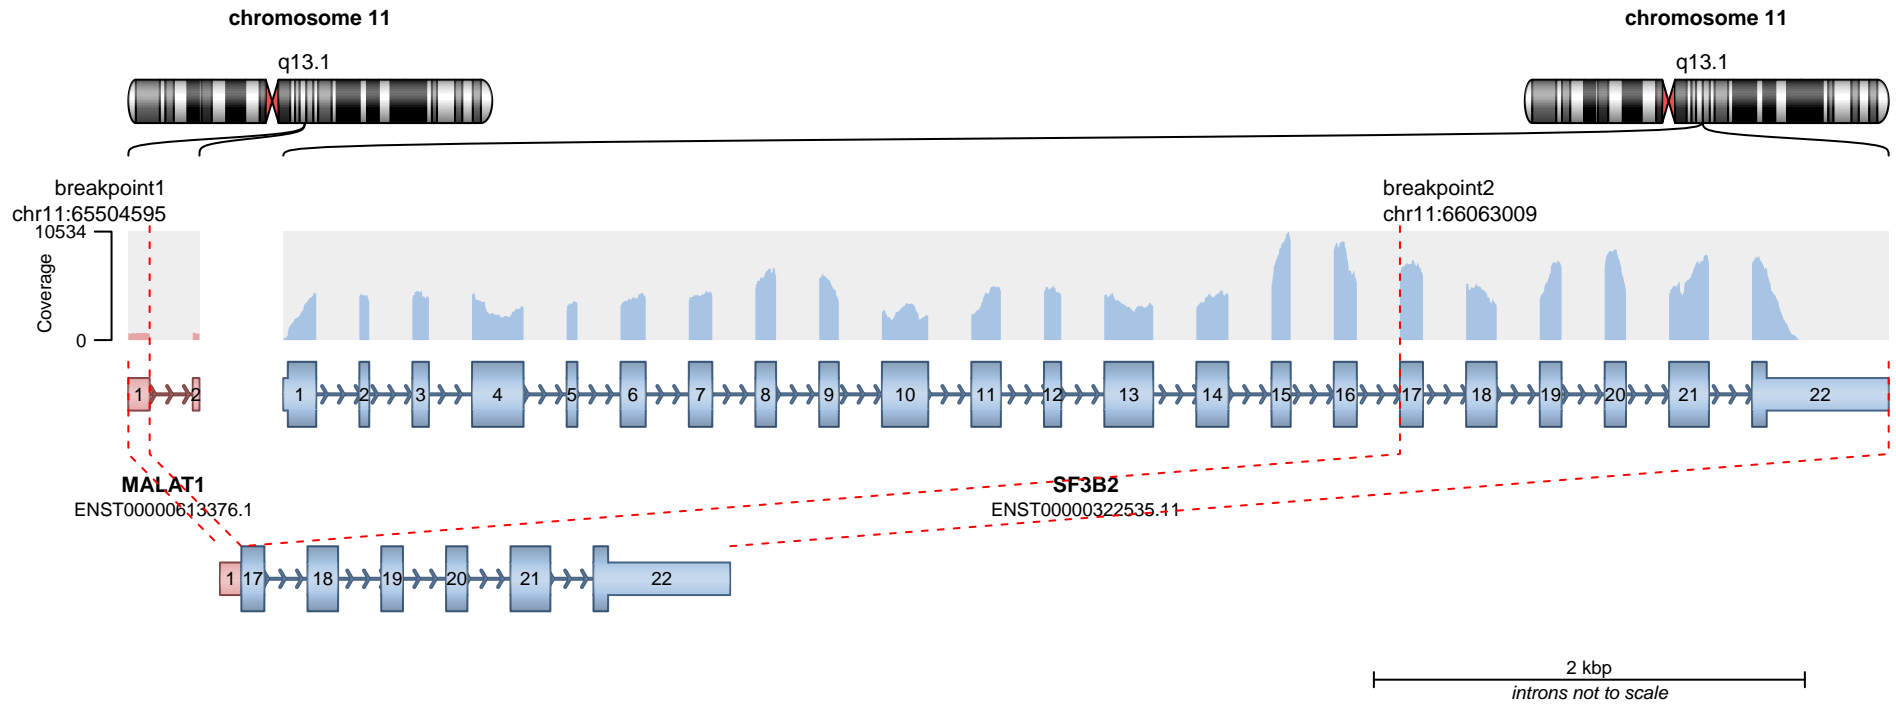 chromosome 11
chromosome 11
q13.1
q13.1
breakpoint1
chr11:65504595
breakpoint2
chr11:66063009
10534
Coverage
0
1 2
1 2 3 4 5 6 7 8 9 10 11 12 13 14 15 16 17 18 19 20 21 22
MALAT1
ENST00000613376.1
SF3B2
ENST00000322535.11
1 17 18 19 20 21 22
2 kbp
introns not to scale